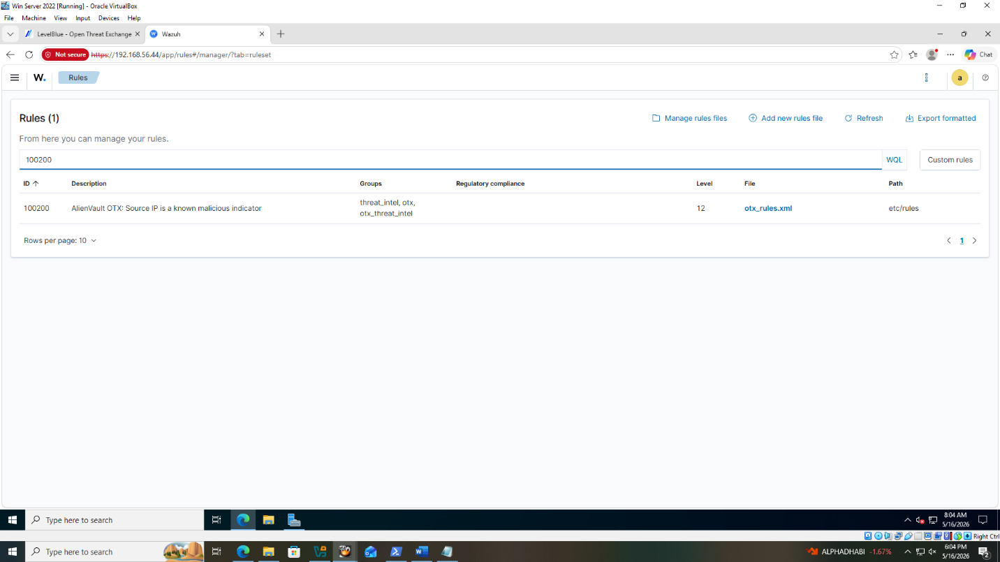 Win Server 2022 [Running] - Oracle VirtualBox
File Machine View Input Devices Help
LevelBlue - Open Threat Exchange
Wazuh
Not secure https://192.168.56.44/app/rules#/manager/?tab=ruleset
Chat
W. Rules
a
Rules (1)
Manage rules files
Add new rules file
Refresh
Export formatted
From here you can manage your rules.
100200
WQL
Custom rules
ID Description Groups Regulatory compliance Level File Path
100200 AlienVault OTX: Source IP is a known malicious indicator threat_intel, otx, otx_threat_intel 12 otx_rules.xml etc/rules
Rows per page: 10
1
Type here to search
8:04 AM
5/16/2026
Right Ctrl
Type here to search
ALPHADHABI -1.67%
6:04 PM
5/16/2026
2